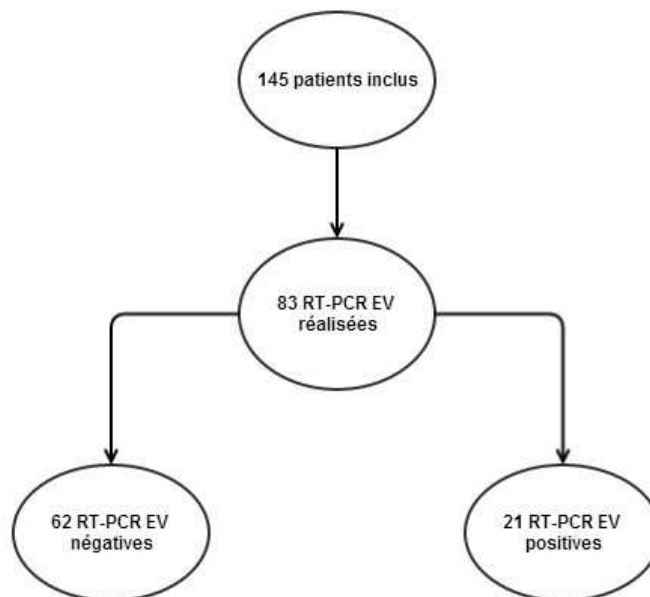 145 patients inclus
83 RT-PCR EV
réalisées
62 RT-PCR EV
négatives
21 RT-PCR EV
positives